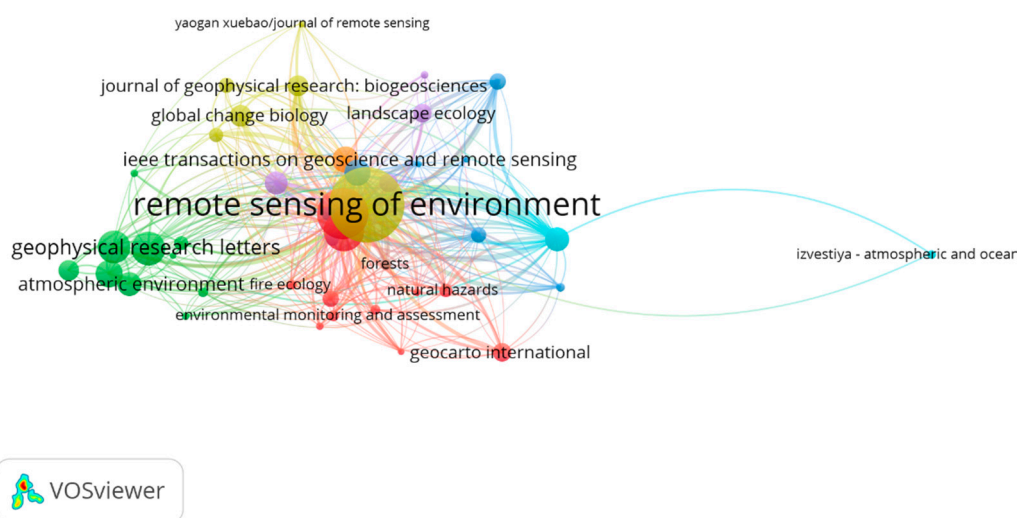 yaogan xuebao/journal of remote sensing
journal of geophysical research: biogeosciences
global change biology
landscape ecology
ieee transactions on geoscience and remote sensing
remote sensing of environment
geophysical research letters
izvestiya - atmospheric and ocean
forests
atmospheric environment
fire ecology
natural hazards
environmental monitoring and assessment
geocarto international
VOSviewer